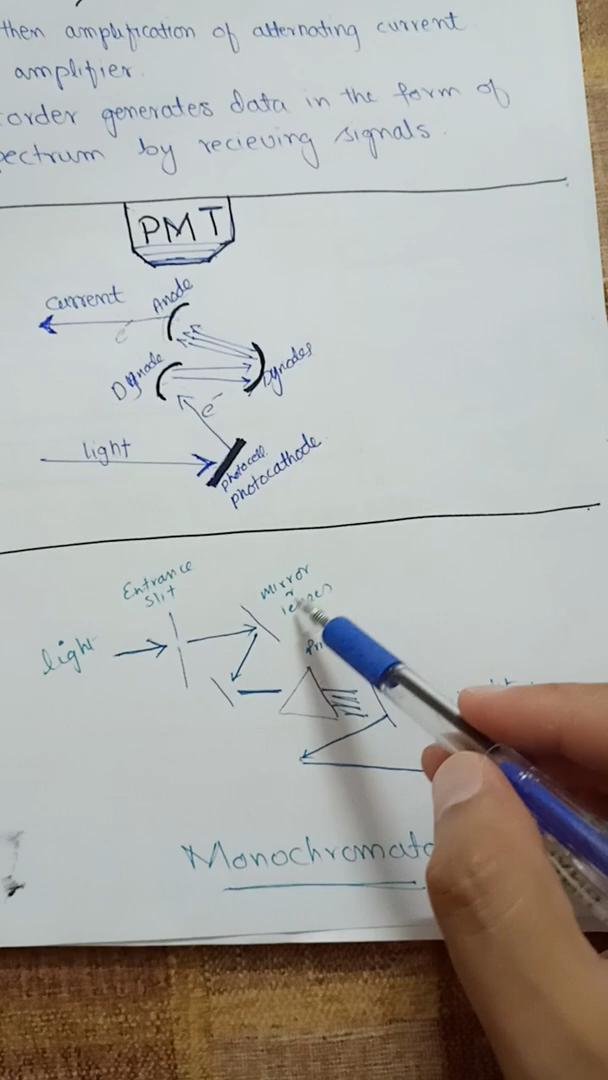 then amplification of alternating current
amplifier.
order generates data in the form of
pectrum by recieving signals.
PMT
current
Anode
e⁻
Dynode
Dynodes
e⁻
light
photocell
photocathode
Entrance
slit
Mirror
light
Monochromato